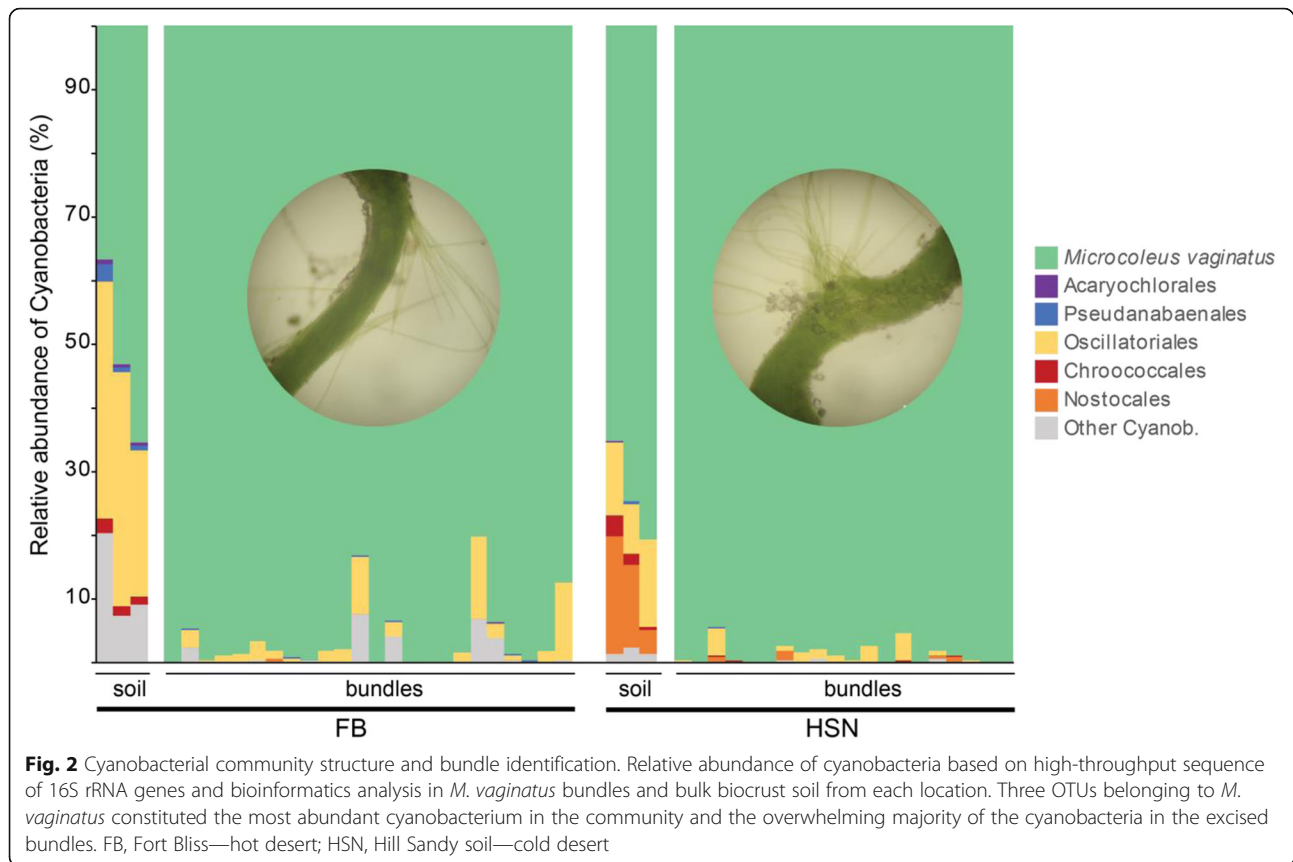 Relative abundance of Cyanobacteria (%)
90
70
50
30
10
Microcoleus vaginatus
Acaryochlorales
Pseudanabaenales
Oscillatoriales
Chroococcales
Nostocales
Other Cyanob.
soil bundles soil bundles
FB HSN
Fig. 2 Cyanobacterial community structure and bundle identification. Relative abundance of cyanobacteria based on high-throughput sequence
of 16S rRNA genes and bioinformatics analysis in M. vaginatus bundles and bulk biocrust soil from each location. Three OTUs belonging to M.
vaginatus constituted the most abundant cyanobacterium in the community and the overwhelming majority of the cyanobacteria in the excised
bundles. FB, Fort Bliss—hot desert; HSN, Hill Sandy soil—cold desert